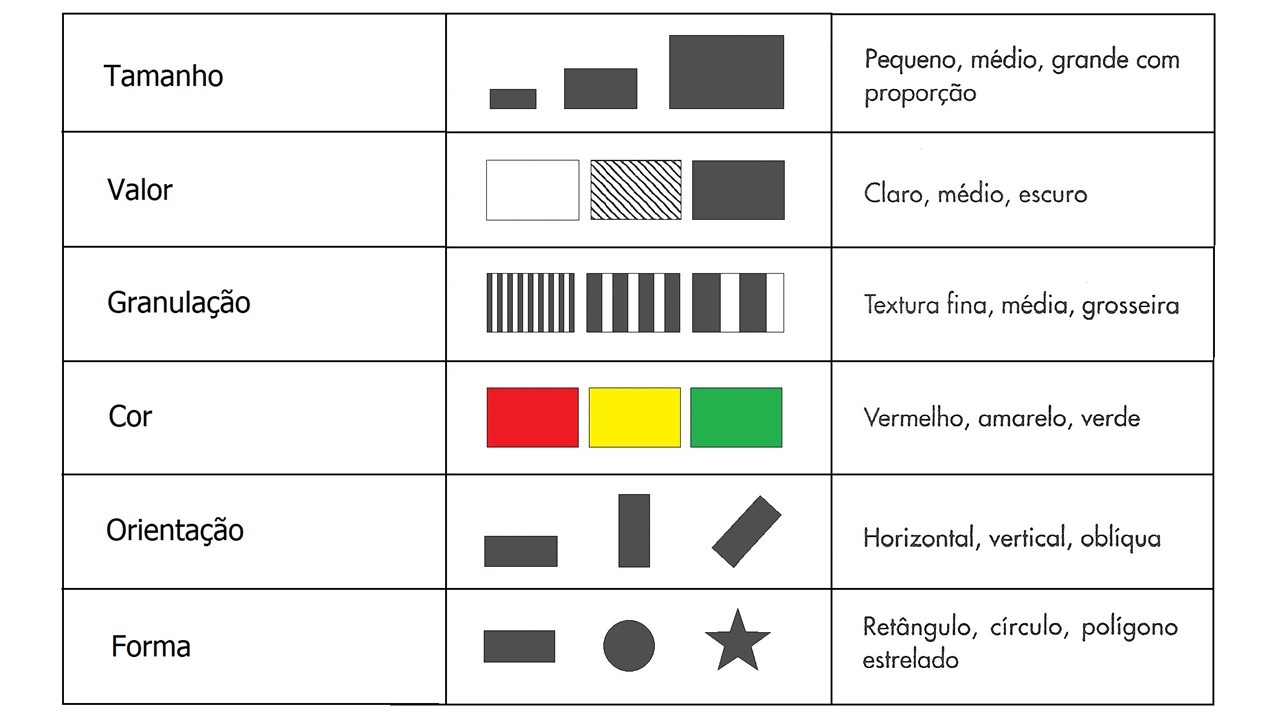 Tamanho
Pequeno, médio, grande com
proporção
Valor
Claro, médio, escuro
Granulação
Textura fina, média, grosseira
Cor
Vermelho, amarelo, verde
Orientação
Horizontal, vertical, oblíqua
Forma
Retângulo, círculo, polígono
estrelado